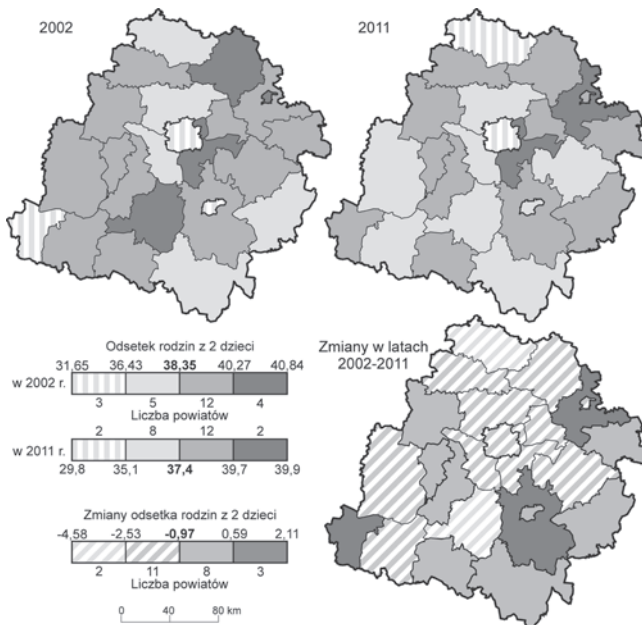 2002
2011
Odsetek rodzin z 2 dzieci
31,65 36,43 38,35 40,27 40,84
w 2002 r.
3 5 12 4
Liczba powiatów
2 8 12 2
w 2011 r.
29,8 35,1 37,4 39,7 39,9
Zmiany odsetka rodzin z 2 dzieci
-4,58 -2,53 -0,97 0,59 2,11
2 11 8 3
Liczba powiatów
0 40 80 km
Zmiany w latach
2002-2011